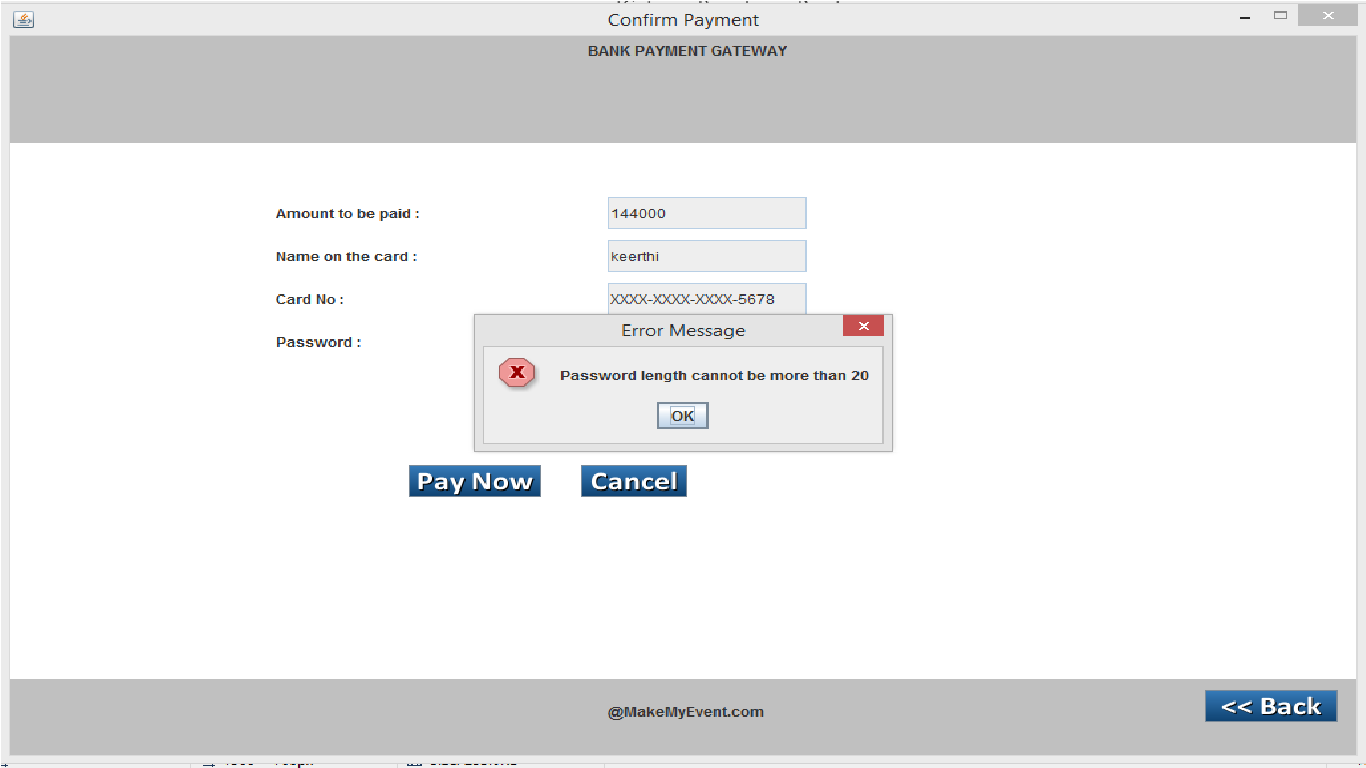 Confirm Payment
BANK PAYMENT GATEWAY
Amount to be paid : 144000
Name on the card : keerthi
Card No : XXXX-XXXX-XXXX-5678
Password :
Error Message
Password length cannot be more than 20
OK
Pay Now Cancel
<< Back
@MakeMyEvent.com